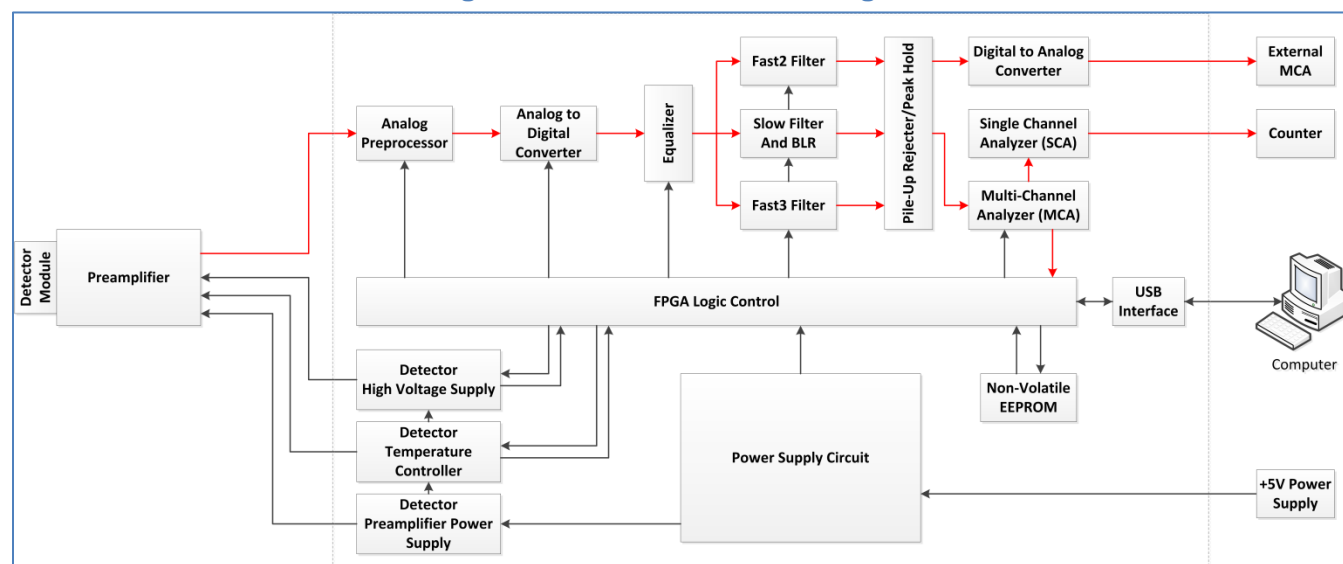 Fast2 Filter
Digital to Analog
Converter
External
MCA
Analog
Preprocessor
Analog to
Digital
Converter
Equalizer
Slow Filter
And BLR
Pile-Up Rejecter/Peak Hold
Single Channel
Analyzer (SCA)
Counter
Fast3 Filter
Multi-Channel
Analyzer (MCA)
Detector
Module
Preamplifier
FPGA Logic Control
USB
Interface
Computer
Detector
High Voltage Supply
Non-Volatile
EEPROM
Detector
Temperature
Controller
Power Supply Circuit
+5V Power
Supply
Detector
Preamplifier Power
Supply